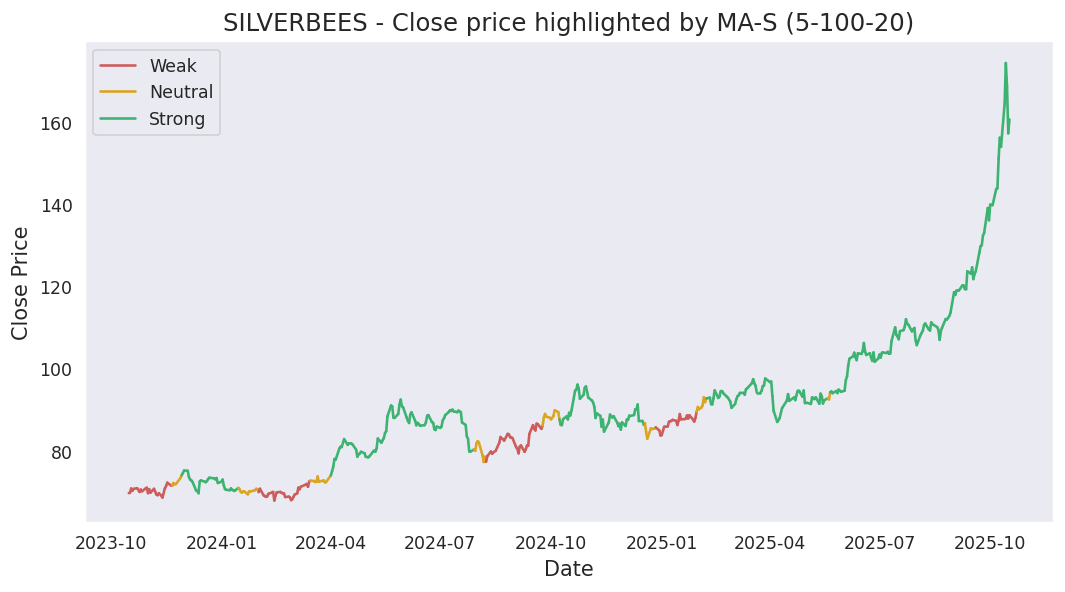 SILVERBEES - Close price highlighted by MA-S (5-100-20)
Weak
Neutral
Strong
Close Price
160
140
120
100
80
2023-10 2024-01 2024-04 2024-07 2024-10 2025-01 2025-04 2025-07 2025-10
Date